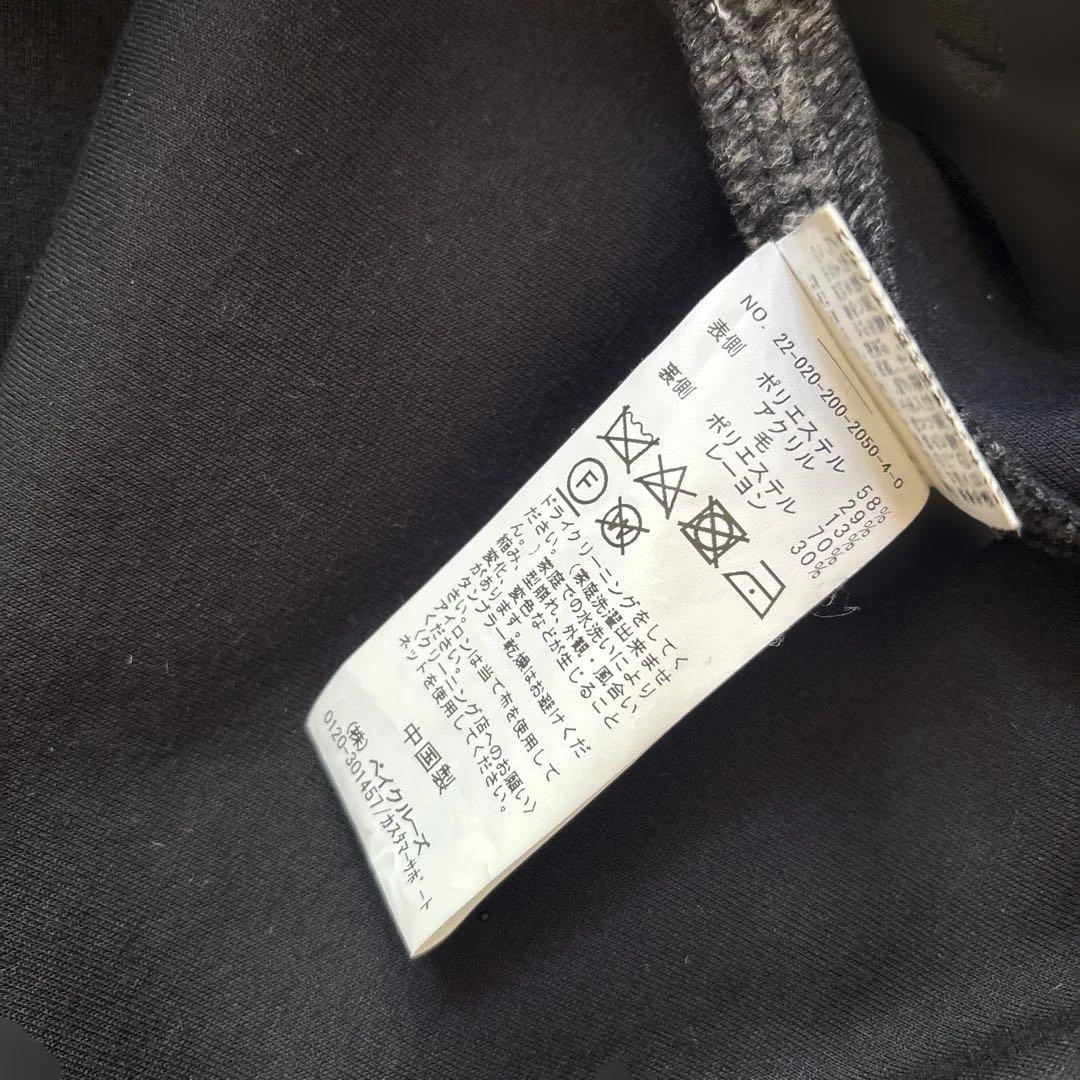 NO. 22-020-200-2050-4-0
表側 ポリエステル 58%
アクリル 29%
毛 13%
裏側 ポリエステル 70%
レーヨン 30%
F
W
ドライクリーニングをしてく
ださい。(家庭洗濯出来ませ
ん。)家庭での水洗いにより
縮み、型崩れ、外観・風合い
変化、変色などが生じること
があります。
タンブラー乾燥はお避けくだ
さい。
アイロンは当て布を使用して
ください。
〈クリーニング店へのお願い〉
ネットを使用してください。
中国製
(株)ベイクルーズ
0120-301457/カスタマーサポート